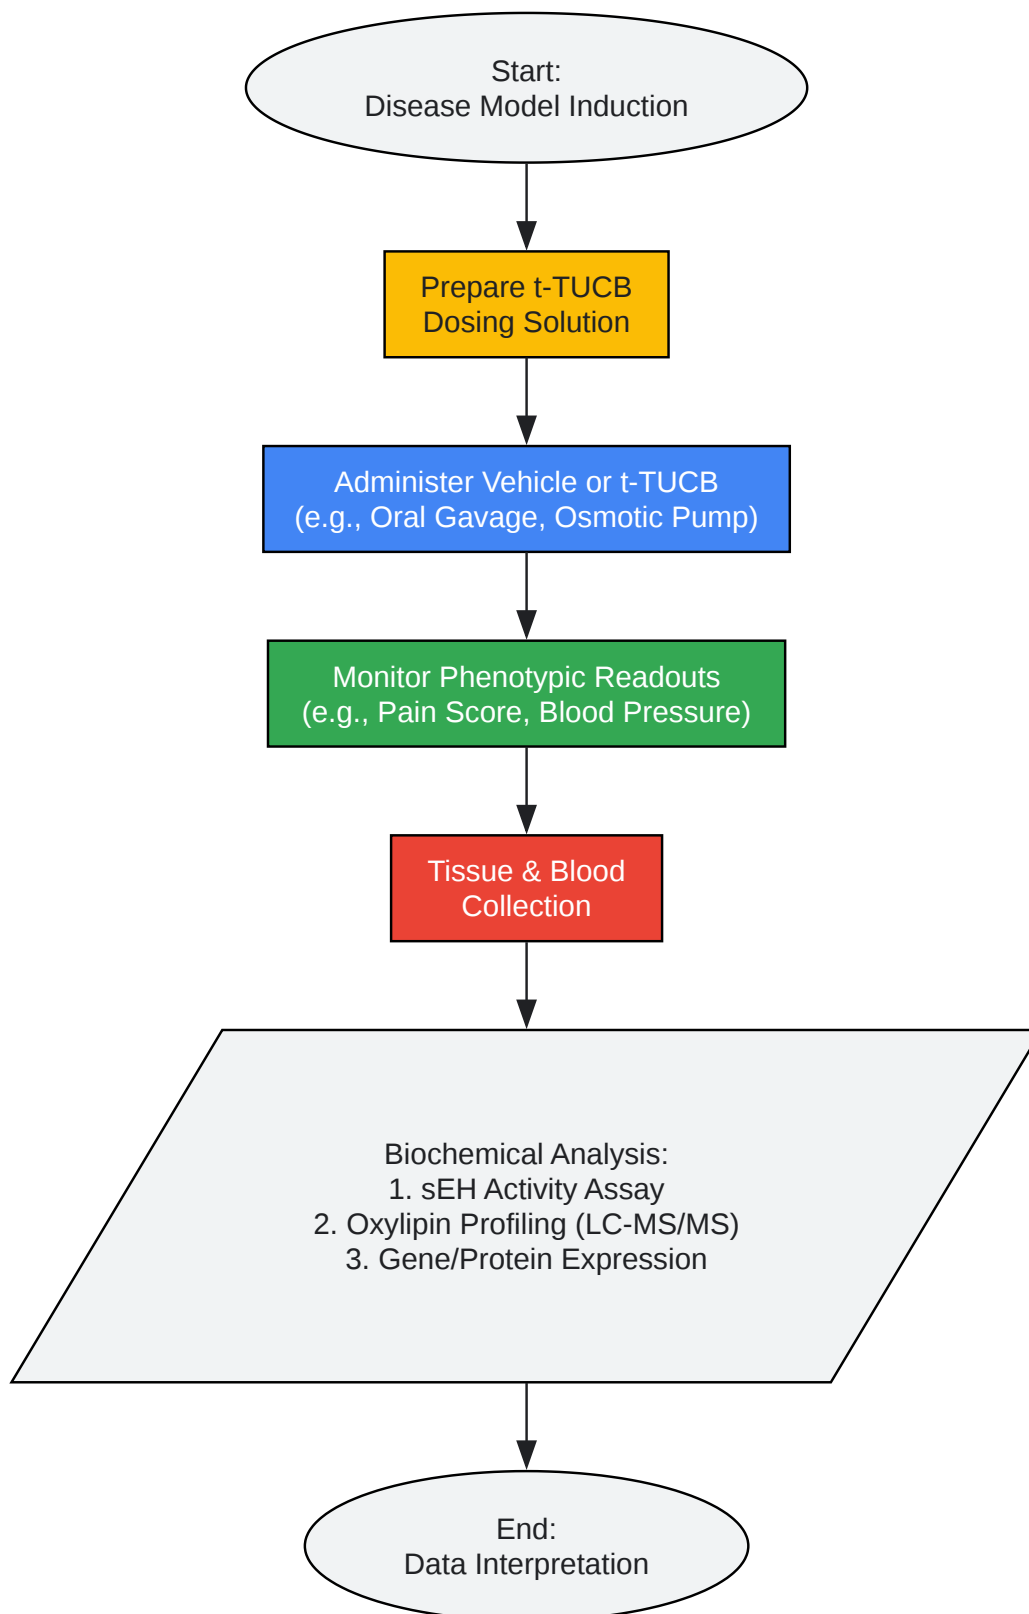 Start:
Disease Model Induction
Prepare t-TUCB
Dosing Solution
Administer Vehicle or t-TUCB
(e.g., Oral Gavage, Osmotic Pump)
Monitor Phenotypic Readouts
(e.g., Pain Score, Blood Pressure)
Tissue & Blood
Collection
Biochemical Analysis:
1. sEH Activity Assay
2. Oxylipin Profiling (LC-MS/MS)
3. Gene/Protein Expression
End:
Data Interpretation